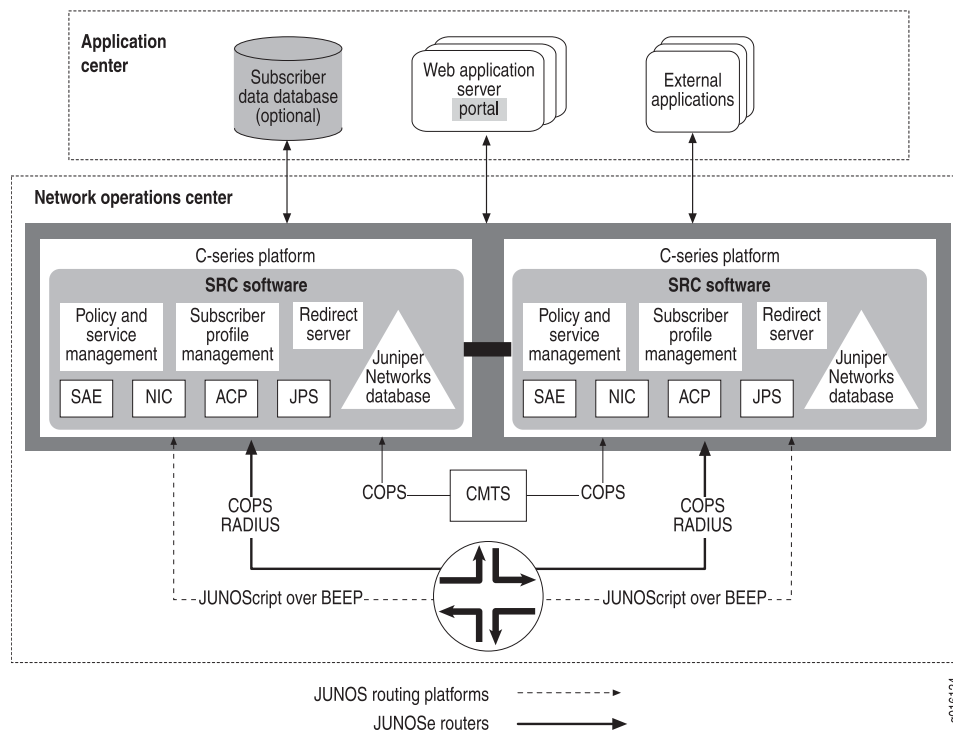 Application
center
Subscriber
data database
(optional)
Web application
server
portal
External
applications
Network operations center
C-series platform
SRC software
Policy and
service
management
Subscriber
profile
management
Redirect
server
Juniper
Networks
database
SAE
NIC
ACP
JPS
C-series platform
SRC software
Policy and
service
management
Subscriber
profile
management
Redirect
server
Juniper
Networks
database
SAE
NIC
ACP
JPS
COPS
CMTS
COPS
COPS
RADIUS
COPS
RADIUS
JUNOScript over BEEP
JUNOScript over BEEP
JUNOS routing platforms
JUNOSe routers